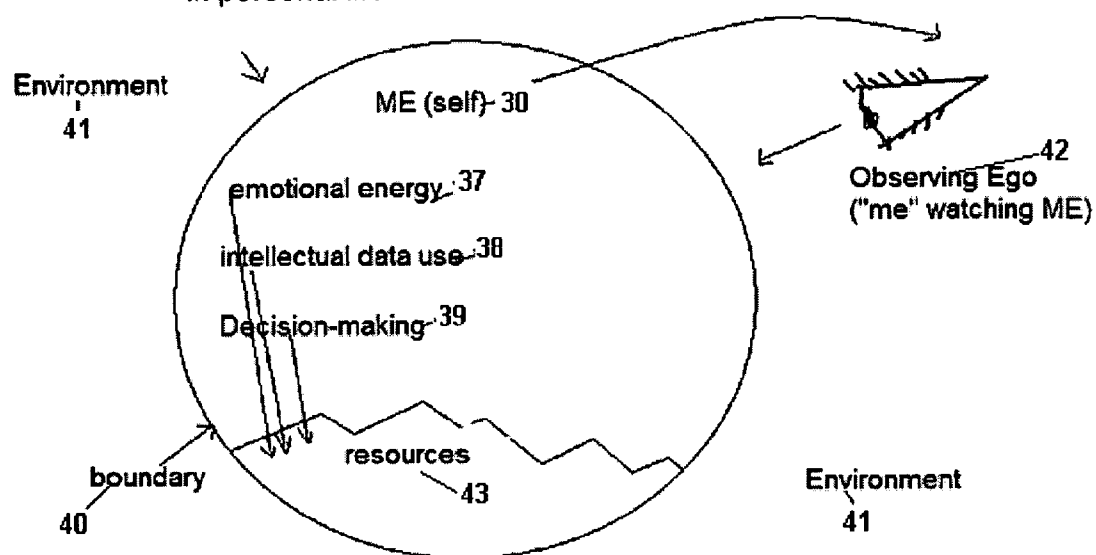 Environment
41
ME (self) 30
emotional energy 37
intellectual data use 38
Decision-making 39
42
Observing Ego
("me" watching ME)
resources
43
boundary
40
Environment
41